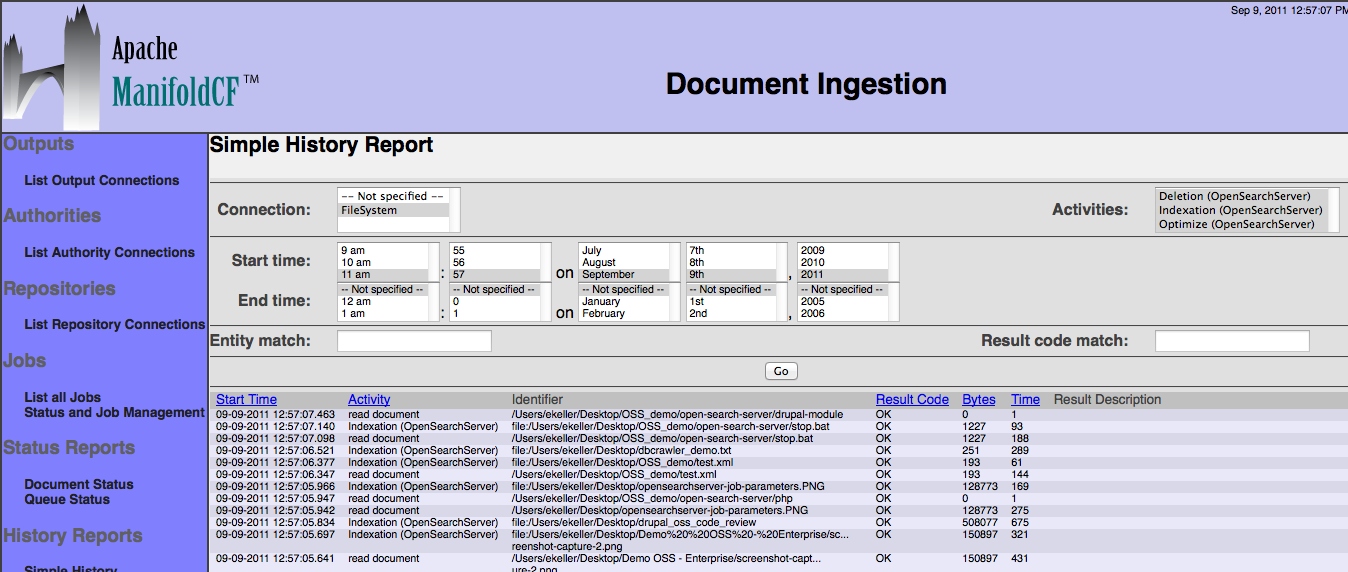 Sep 9, 2011 12:57:07 PM
Apache
ManifoldCF™
Document Ingestion
Outputs
List Output Connections
Authorities
List Authority Connections
Repositories
List Repository Connections
Jobs
List all Jobs
Status and Job Management
Status Reports
Document Status
Queue Status
History Reports
Simple History
Simple History Report
Connection: -- Not specified -- Activities: Deletion (OpenSearchServer)
FileSystem Indexation (OpenSearchServer)
Optimize (OpenSearchServer)
9 am 55 July 7th 2009
Start time: 10 am 56 August 8th 2010
11 am : 57 on September 9th , 2011
-- Not specified -- -- Not specified -- -- Not specified -- -- Not specified -- -- Not specified --
End time: 12 am 0 January 1st 2005
1 am : 1 on February 2nd , 2006
Entity match: Result code match:
Go
Start Time Activity Identifier Result Code Bytes Time Result Description
09-09-2011 12:57:07.463 read document /Users/ekeller/Desktop/OSS_demo/open-search-server/drupal-module OK 0 1
09-09-2011 12:57:07.140 Indexation (OpenSearchServer) file:/Users/ekeller/Desktop/OSS_demo/open-search-server/stop.bat OK 1227 93
09-09-2011 12:57:07.098 read document /Users/ekeller/Desktop/OSS_demo/open-search-server/stop.bat OK 1227 188
09-09-2011 12:57:06.521 Indexation (OpenSearchServer) file:/Users/ekeller/Desktop/dbcrawler_demo.txt OK 251 289
09-09-2011 12:57:06.377 Indexation (OpenSearchServer) file:/Users/ekeller/Desktop/OSS_demo/test.xml OK 193 61
09-09-2011 12:57:06.347 read document /Users/ekeller/Desktop/OSS_demo/test.xml OK 193 144
09-09-2011 12:57:05.966 Indexation (OpenSearchServer) file:/Users/ekeller/Desktop/opensearchserver-job-parameters.PNG OK 128773 169
09-09-2011 12:57:05.947 read document /Users/ekeller/Desktop/OSS_demo/open-search-server/php OK 0 1
09-09-2011 12:57:05.942 read document /Users/ekeller/Desktop/opensearchserver-job-parameters.PNG OK 128773 275
09-09-2011 12:57:05.834 Indexation (OpenSearchServer) file:/Users/ekeller/Desktop/drupal_oss_code_review OK 508077 675
09-09-2011 12:57:05.697 Indexation (OpenSearchServer) file:/Users/ekeller/Desktop/Demo%20%20OSS%20-%20Enterprise/sc... OK 150897 321
reenshot-capture-2.png
09-09-2011 12:57:05.641 read document /Users/ekeller/Desktop/Demo OSS - Enterprise/screenshot-capt... OK 150897 431
ure-2.png